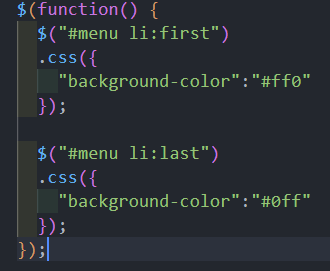 $(function() {
  $("#menu li:first")
  .css({
    "background-color":"#ff0"
  });

  $("#menu li:last")
  .css({
    "background-color":"#0ff"
  });
});